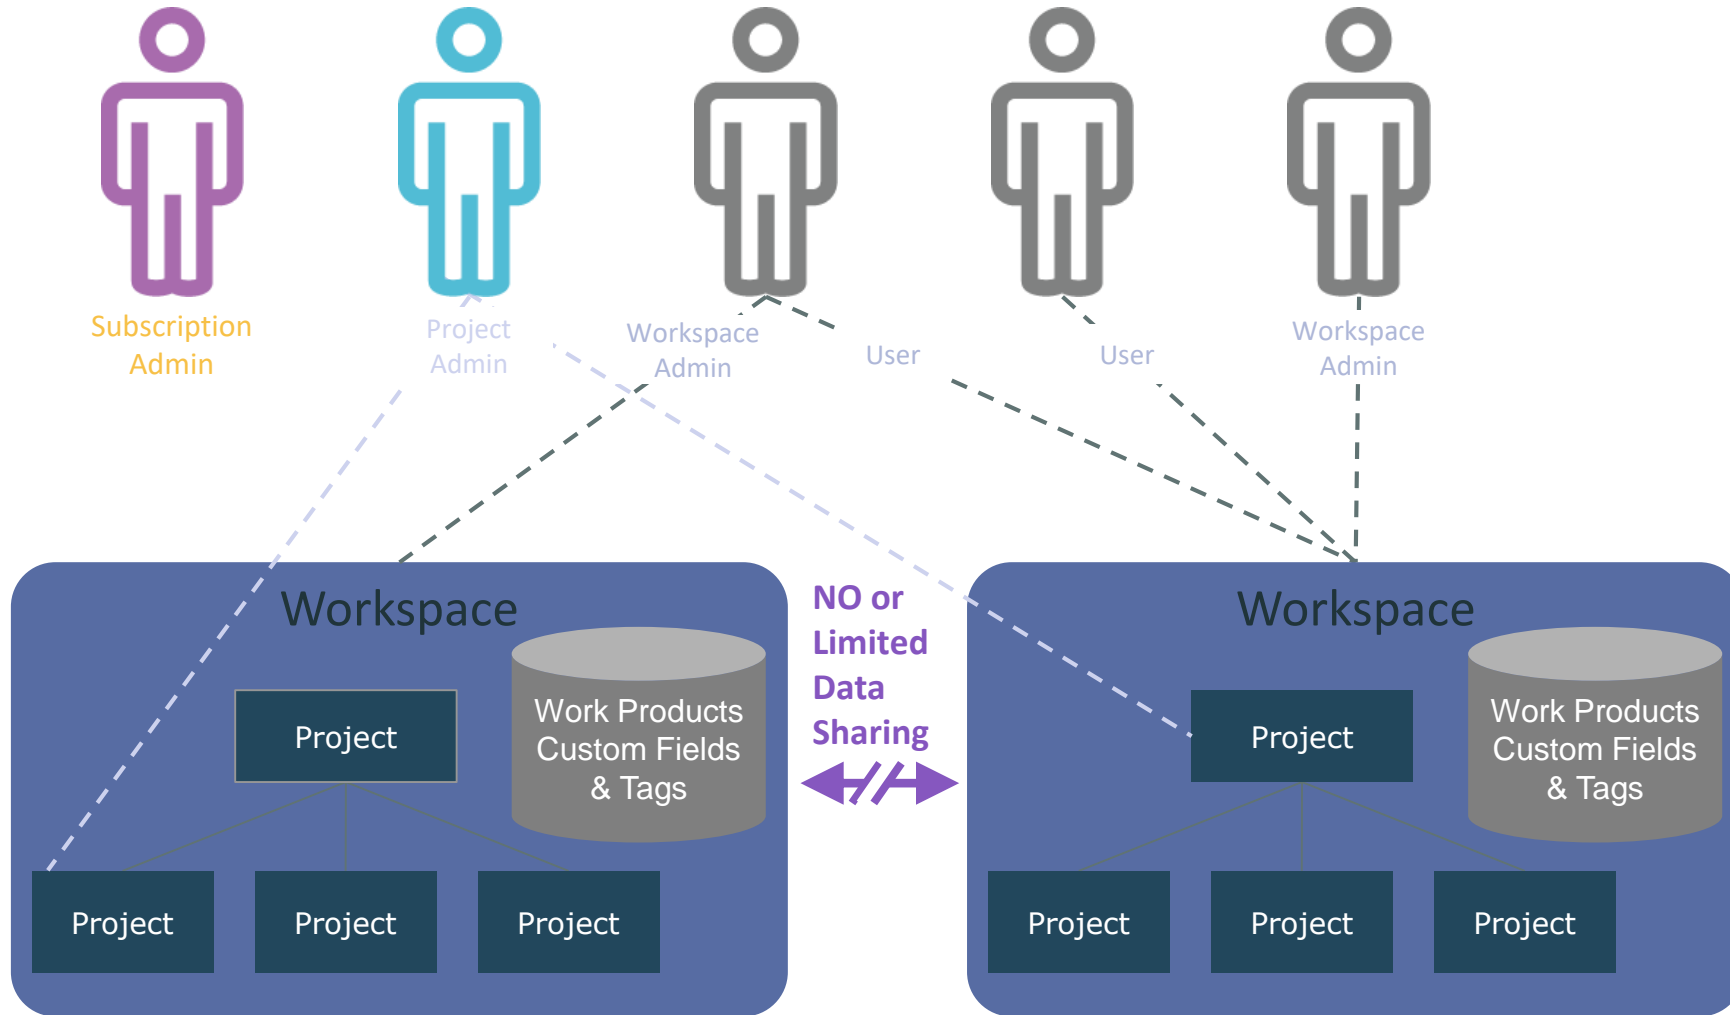 Subscription
Admin
Project
Admin
Workspace
Admin
User
User
Workspace
Admin
Workspace
Work Products
Custom Fields
& Tags
Project
Project
Project
Project
NO or
Limited
Data
Sharing
Workspace
Work Products
Custom Fields
& Tags
Project
Project
Project
Project